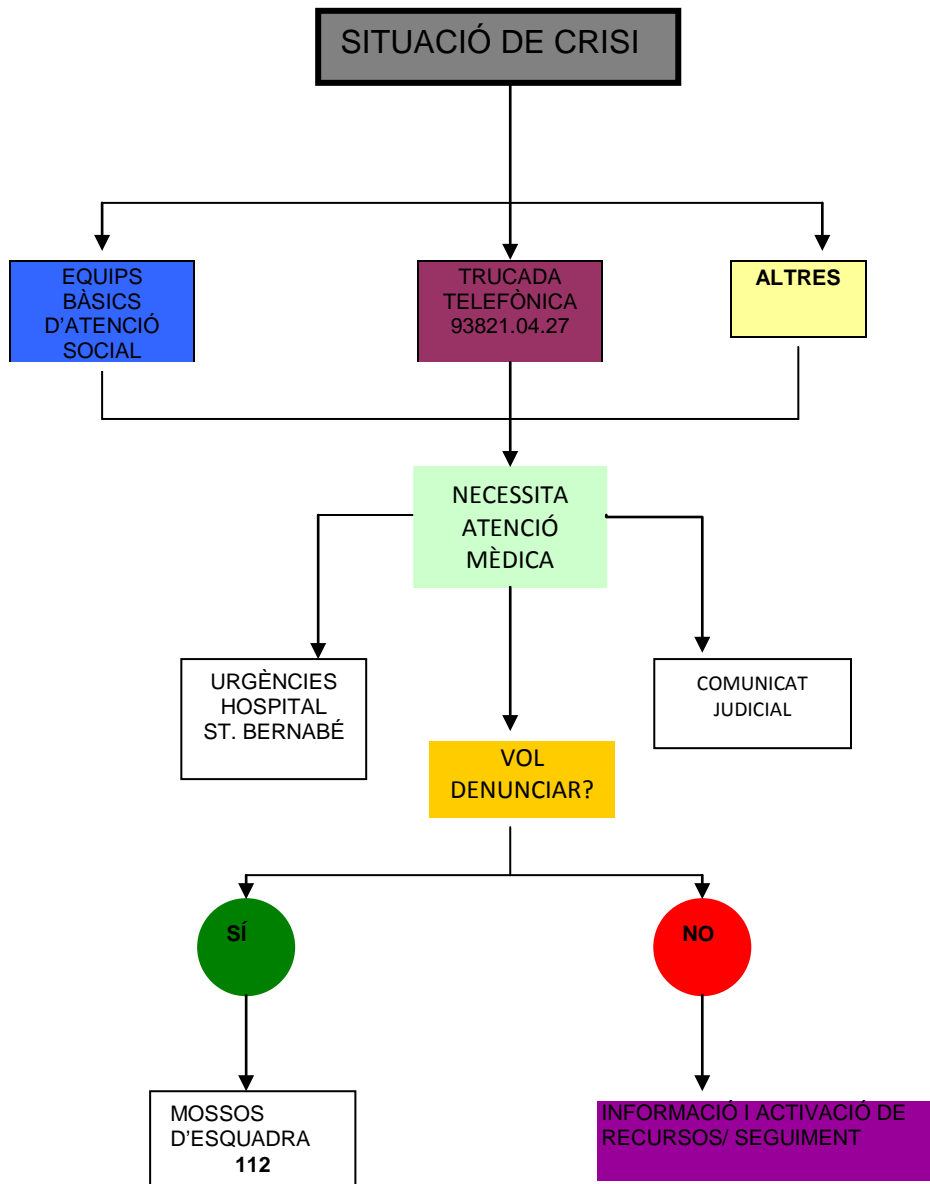 SITUACIÓ DE CRISI
EQUIPS
BÀSICS
D'ATENCIÓ
SOCIAL
TRUCADA
TELEFÒNICA
93821.04.27
ALTRES
NECESSITA
ATENCIÓ
MÈDICA
URGÈNCIES
HOSPITAL
ST. BERNABÉ
COMUNICAT
JUDICIAL
VOL
DENUNCIAR?
SÍ
NO
MOSSOS
D'ESQUADRA
112
INFORMACIÓ I ACTIVACIÓ DE
RECURSOS/ SEGUIMENT